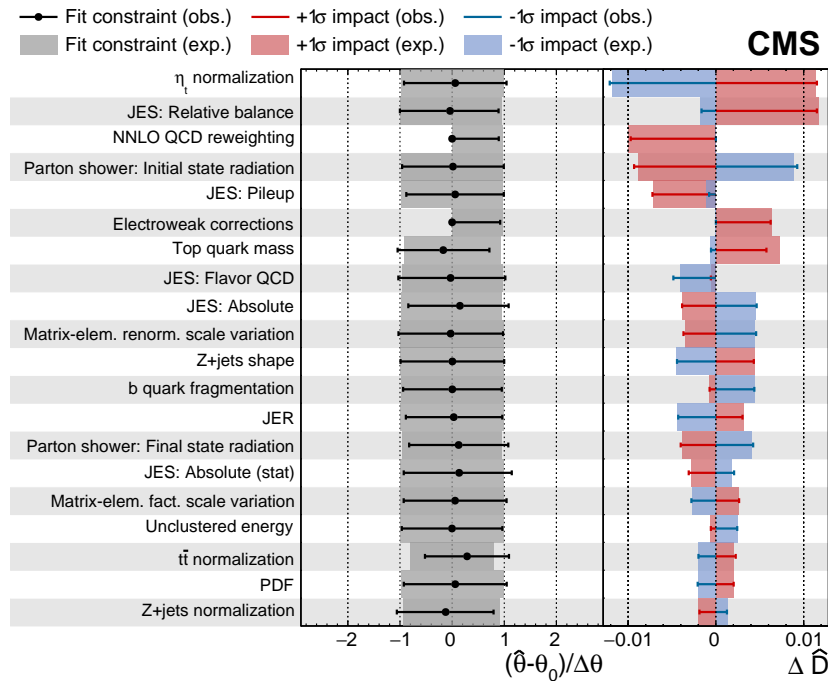 Fit constraint (obs.) +1σ impact (obs.) -1σ impact (obs.)
Fit constraint (exp.) +1σ impact (exp.) -1σ impact (exp.)
CMS
η_t normalization
JES: Relative balance
NNLO QCD reweighting
Parton shower: Initial state radiation
JES: Pileup
Electroweak corrections
Top quark mass
JES: Flavor QCD
JES: Absolute
Matrix-elem. renorm. scale variation
Z+jets shape
b quark fragmentation
JER
Parton shower: Final state radiation
JES: Absolute (stat)
Matrix-elem. fact. scale variation
Unclustered energy
tt̄ normalization
PDF
Z+jets normalization
−2 −1 0 1 2 −0.01 0 0.01
(θ̂-θ₀)/Δθ Δ D̂